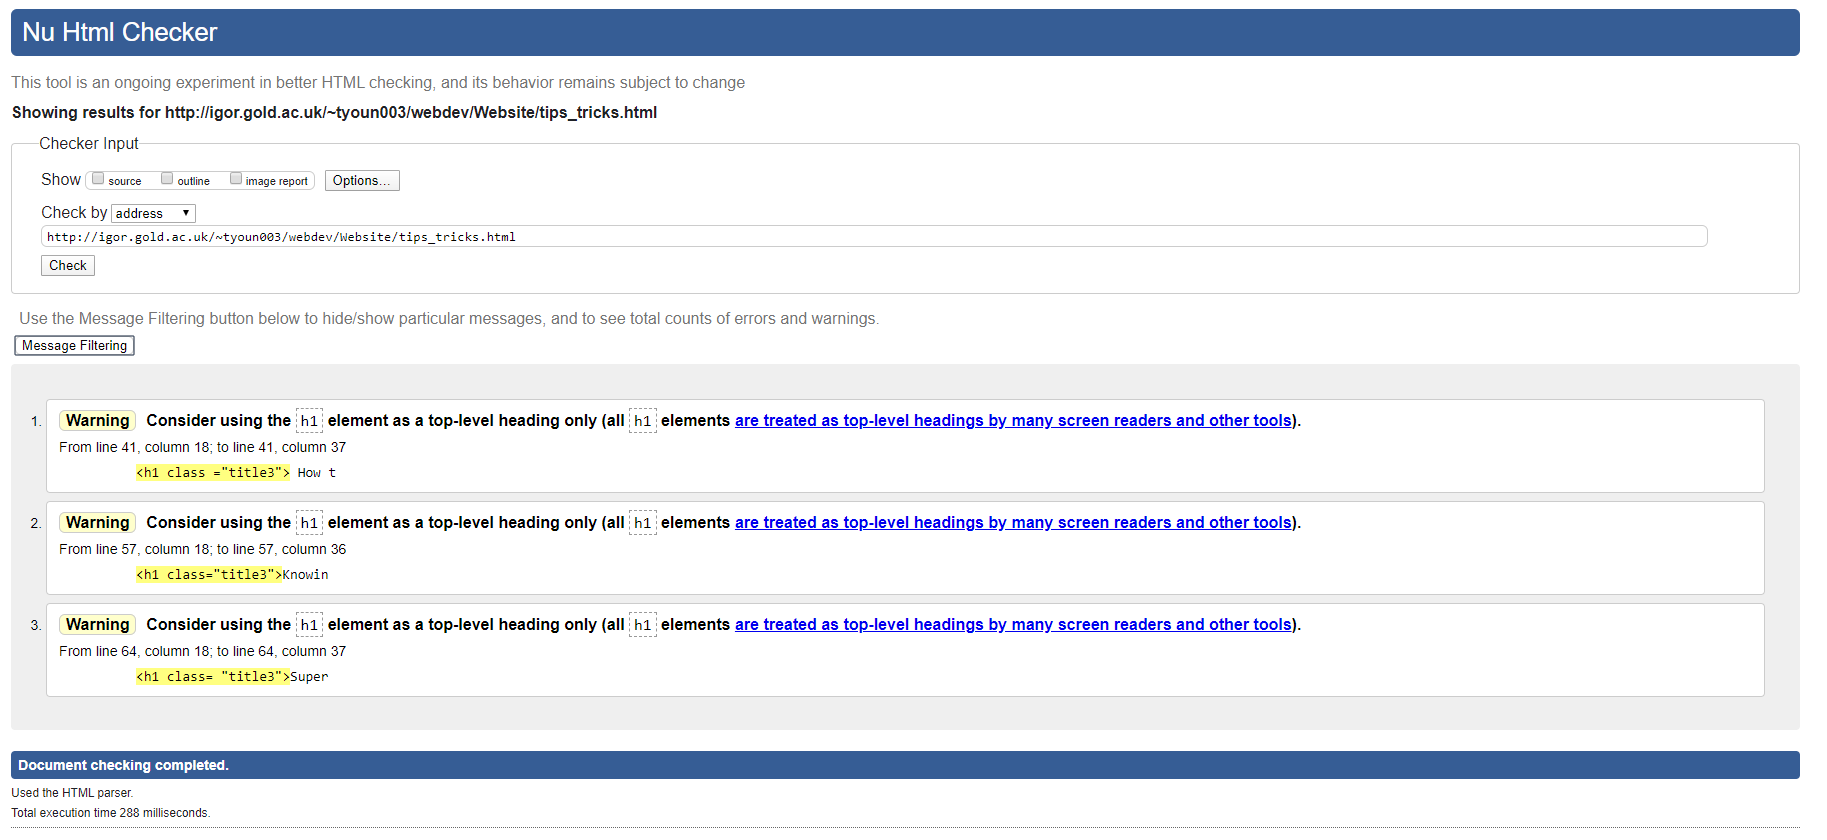 Nu Html Checker
This tool is an ongoing experiment in better HTML checking, and its behavior remains subject to change
Showing results for http://igor.gold.ac.uk/~tyoun003/webdev/Website/tips_tricks.html
Checker Input
Show source outline image report Options...
Check by address
http://igor.gold.ac.uk/~tyoun003/webdev/Website/tips_tricks.html
Check
Use the Message Filtering button below to hide/show particular messages, and to see total counts of errors and warnings.
Message Filtering
1. Warning Consider using the h1 element as a top-level heading only (all h1 elements are treated as top-level headings by many screen readers and other tools).
From line 41, column 18; to line 41, column 37
<h1 class ="title3"> How t
2. Warning Consider using the h1 element as a top-level heading only (all h1 elements are treated as top-level headings by many screen readers and other tools).
From line 57, column 18; to line 57, column 36
<h1 class="title3">Knowin
3. Warning Consider using the h1 element as a top-level heading only (all h1 elements are treated as top-level headings by many screen readers and other tools).
From line 64, column 18; to line 64, column 37
<h1 class= "title3">Super
Document checking completed.
Used the HTML parser.
Total execution time 288 milliseconds.